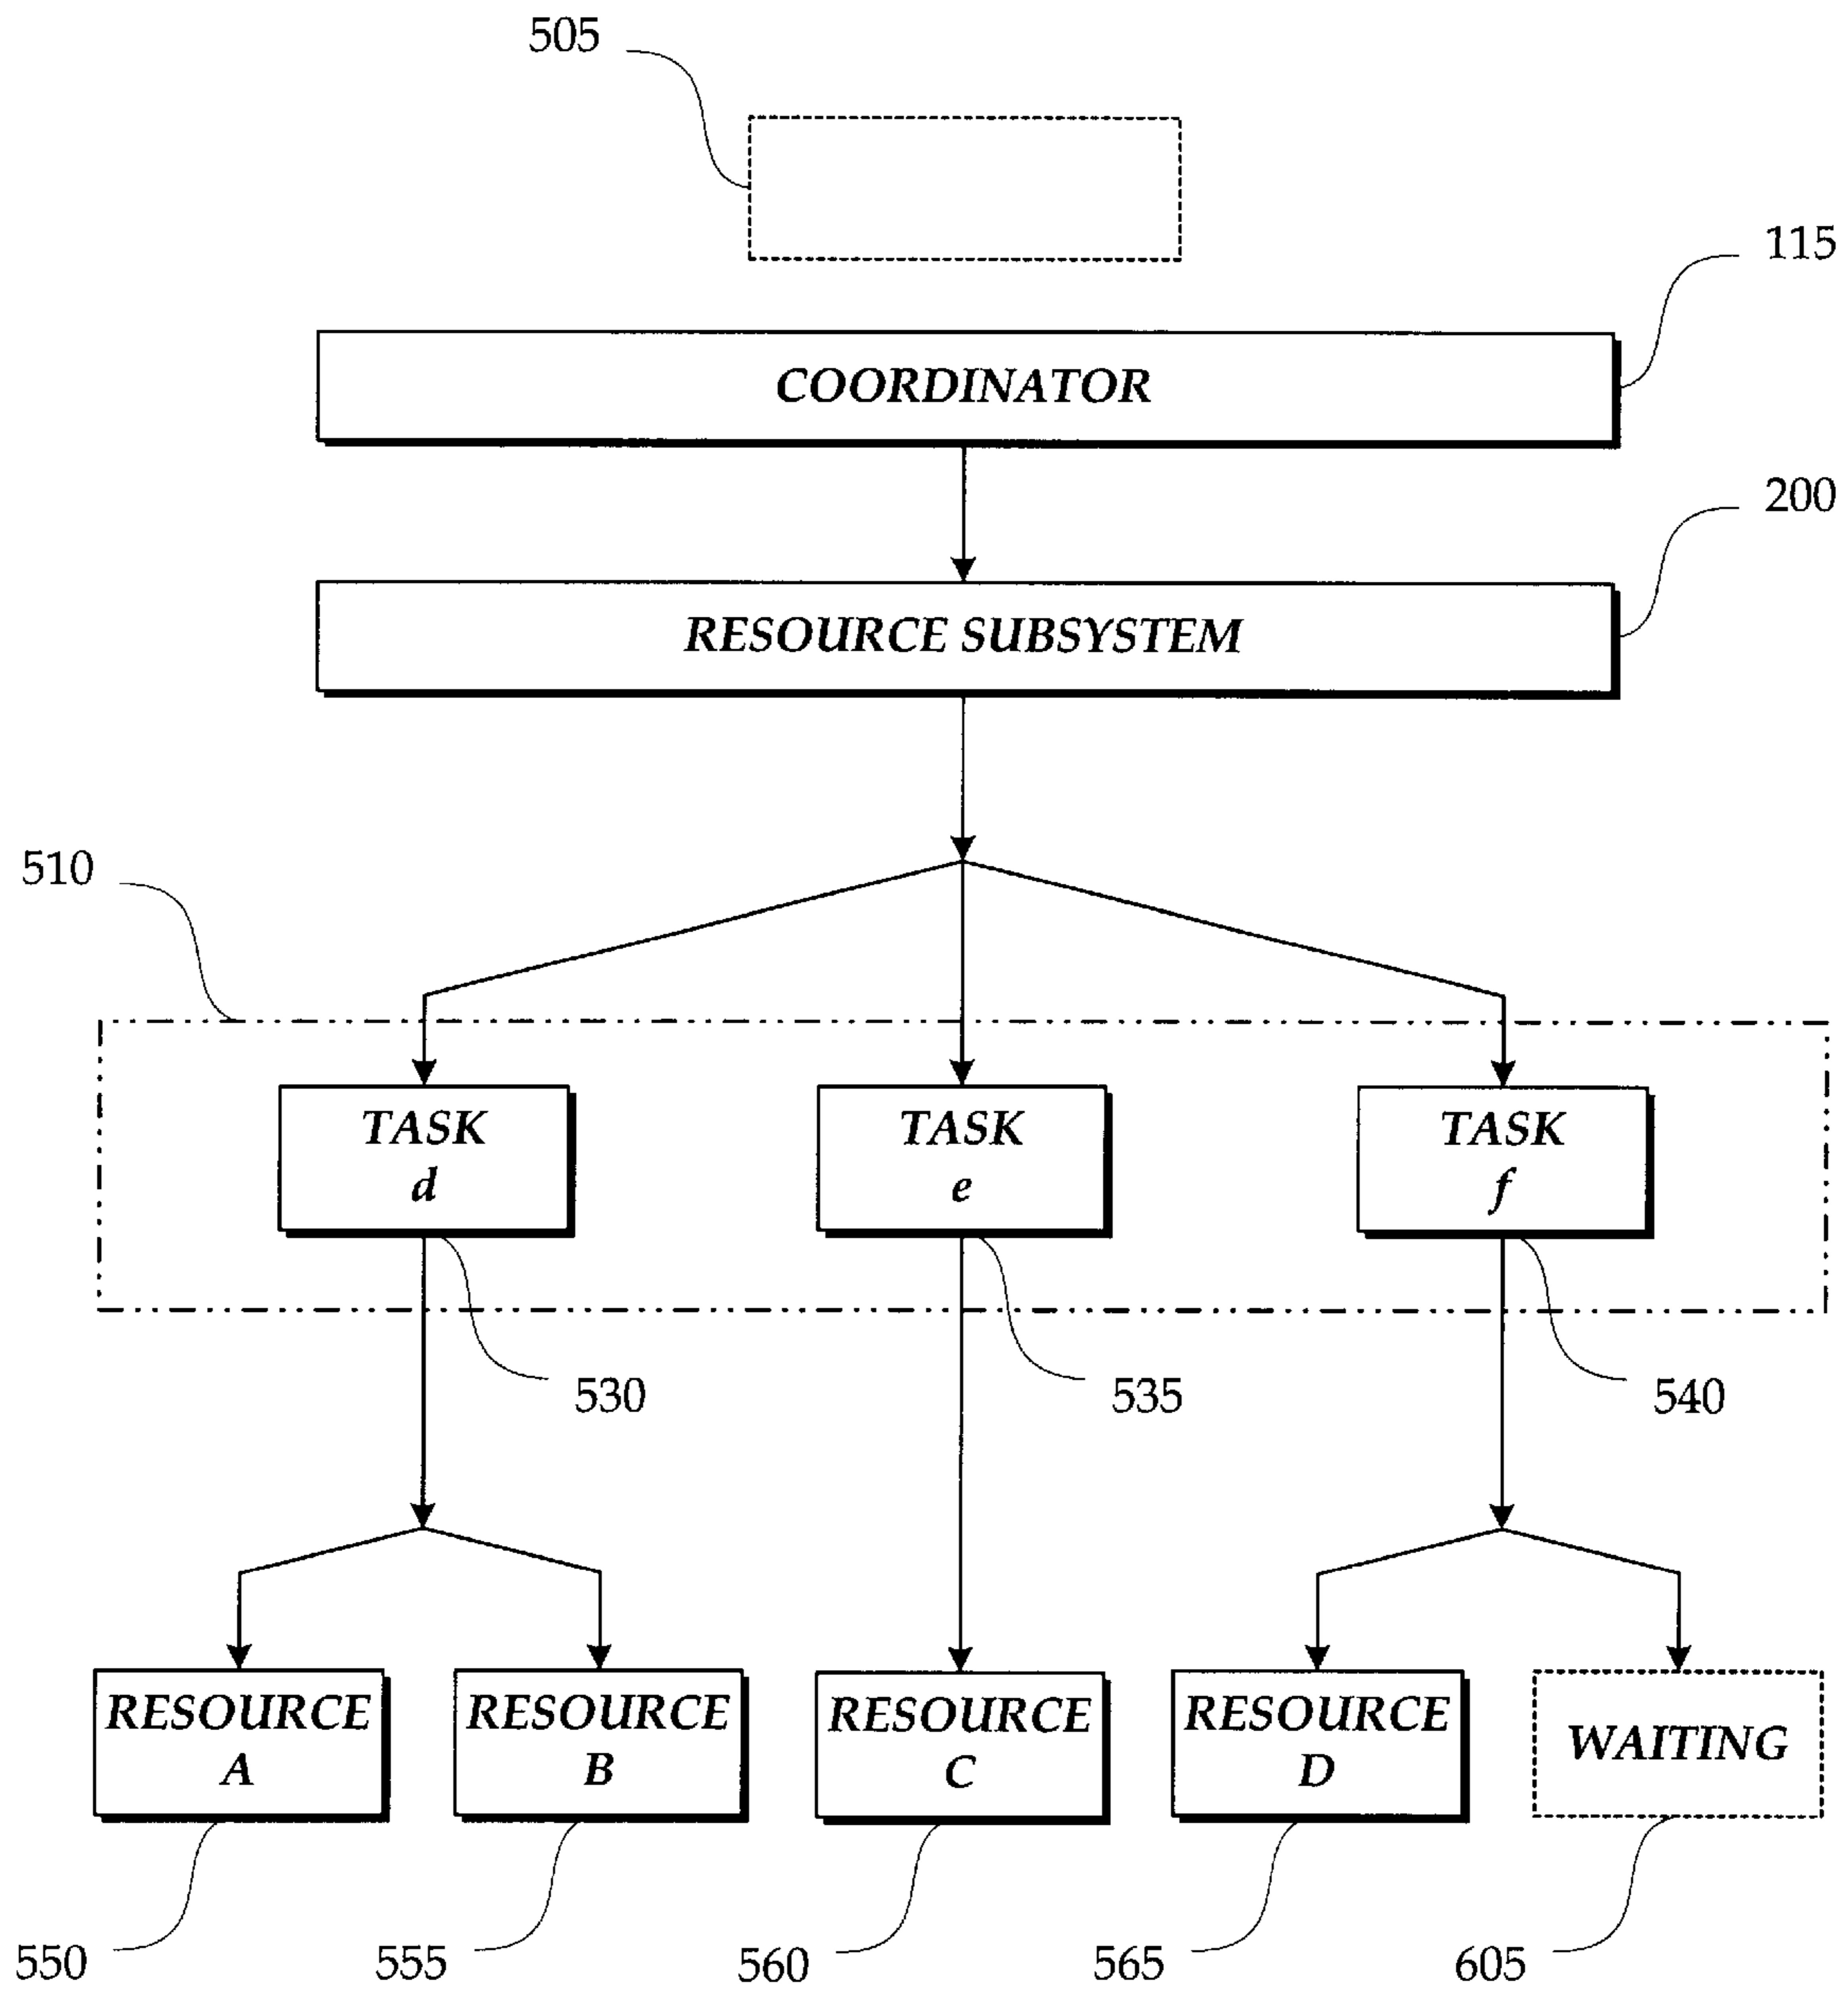 505
115
COORDINATOR
200
RESOURCE SUBSYSTEM
510
TASK
d
TASK
e
TASK
f
530
535
540
RESOURCE
A
RESOURCE
B
RESOURCE
C
RESOURCE
D
WAITING
550
555
560
565
605